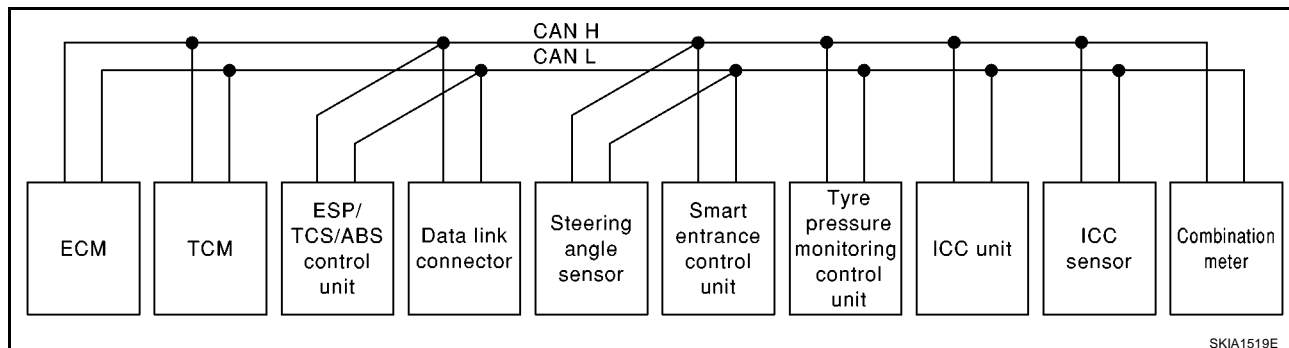 CAN H
CAN L
ECM
TCM
ESP/
TCS/ABS
control
unit
Data link
connector
Steering
angle
sensor
Smart
entrance
control
unit
Tyre
pressure
monitoring
control
unit
ICC unit
ICC
sensor
Combination
meter
SKIA1519E